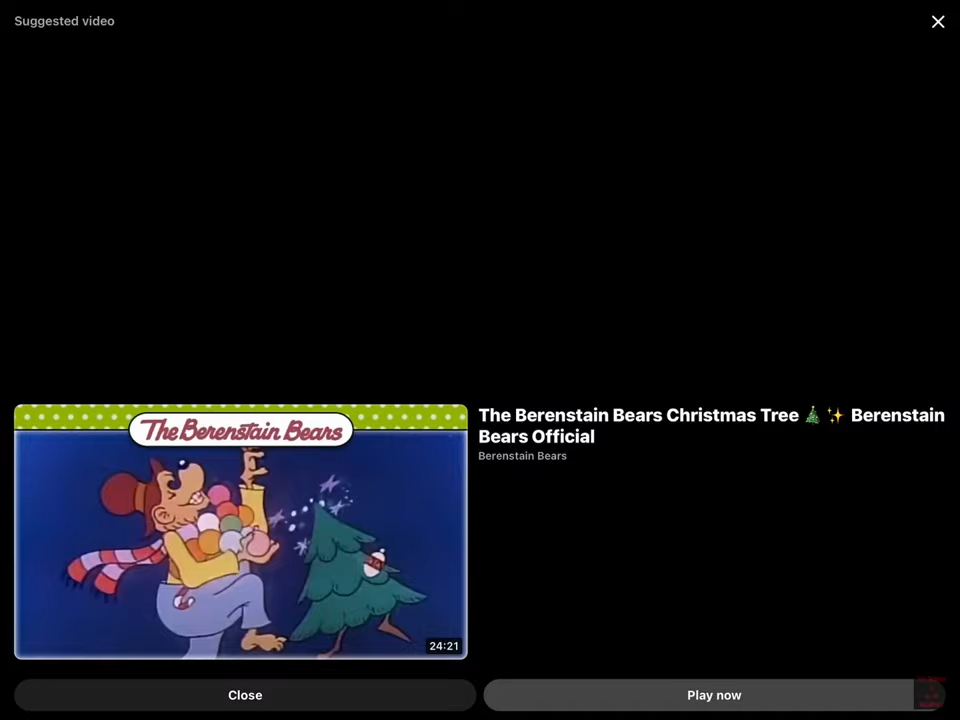 Suggested video
The Berenstain Bears
24:21
The Berenstain Bears Christmas Tree 🎄 ✨ Berenstain
Bears Official
Berenstain Bears
Close
Play now